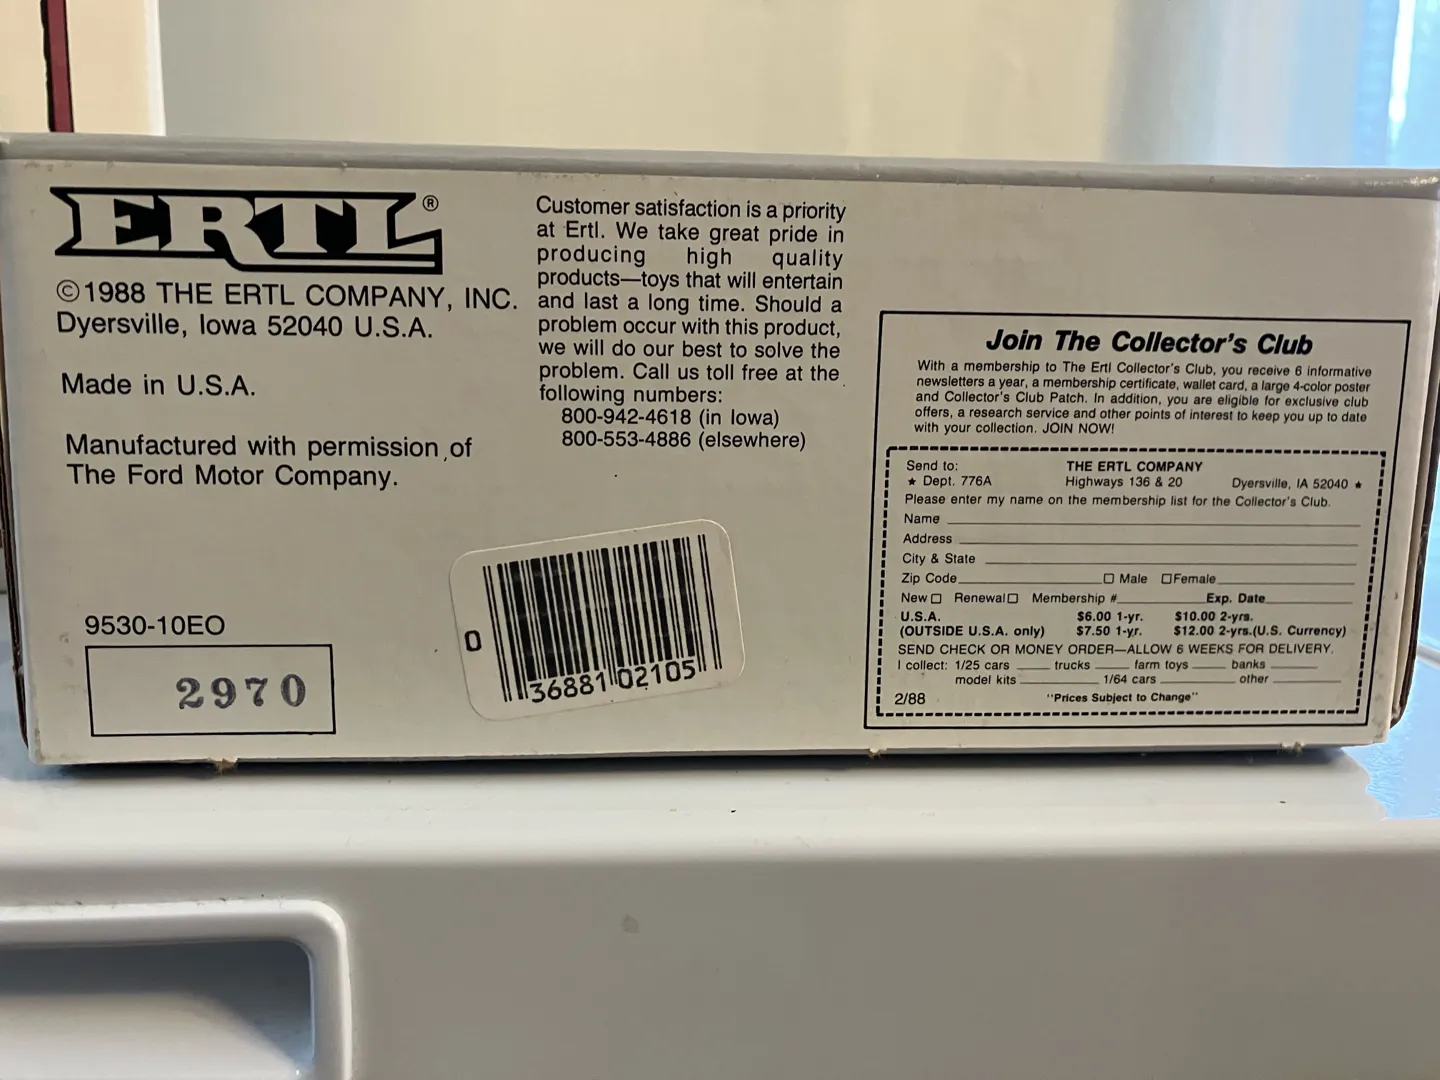 ERTL®
©1988 THE ERTL COMPANY, INC.
Dyersville, Iowa 52040 U.S.A.
Made in U.S.A.
Manufactured with permission of
The Ford Motor Company.
9530-10EO
2970
Customer satisfaction is a priority
at Ertl. We take great pride in
producing high quality
products—toys that will entertain
and last a long time. Should a
problem occur with this product,
we will do our best to solve the
problem. Call us toll free at the
following numbers:
800-942-4618 (in Iowa)
800-553-4886 (elsewhere)
0 36881 02105
Join The Collector's Club
With a membership to The Ertl Collector's Club, you receive 6 informative
newsletters a year, a membership certificate, wallet card, a large 4-color poster
and Collector's Club Patch. In addition, you are eligible for exclusive club
offers, a research service and other points of interest to keep you up to date
with your collection. JOIN NOW!
Send to: THE ERTL COMPANY
★ Dept. 776A Highways 136 & 20 Dyersville, IA 52040 ★
Please enter my name on the membership list for the Collector's Club.
Name
Address
City & State
Zip Code ☐ Male ☐ Female
New ☐ Renewal ☐ Membership # Exp. Date
U.S.A. $6.00 1-yr. $10.00 2-yrs.
(OUTSIDE U.S.A. only) $7.50 1-yr. $12.00 2-yrs.(U.S. Currency)
SEND CHECK OR MONEY ORDER—ALLOW 6 WEEKS FOR DELIVERY.
I collect: 1/25 cars trucks farm toys banks
model kits 1/64 cars other
2/88 "Prices Subject to Change"